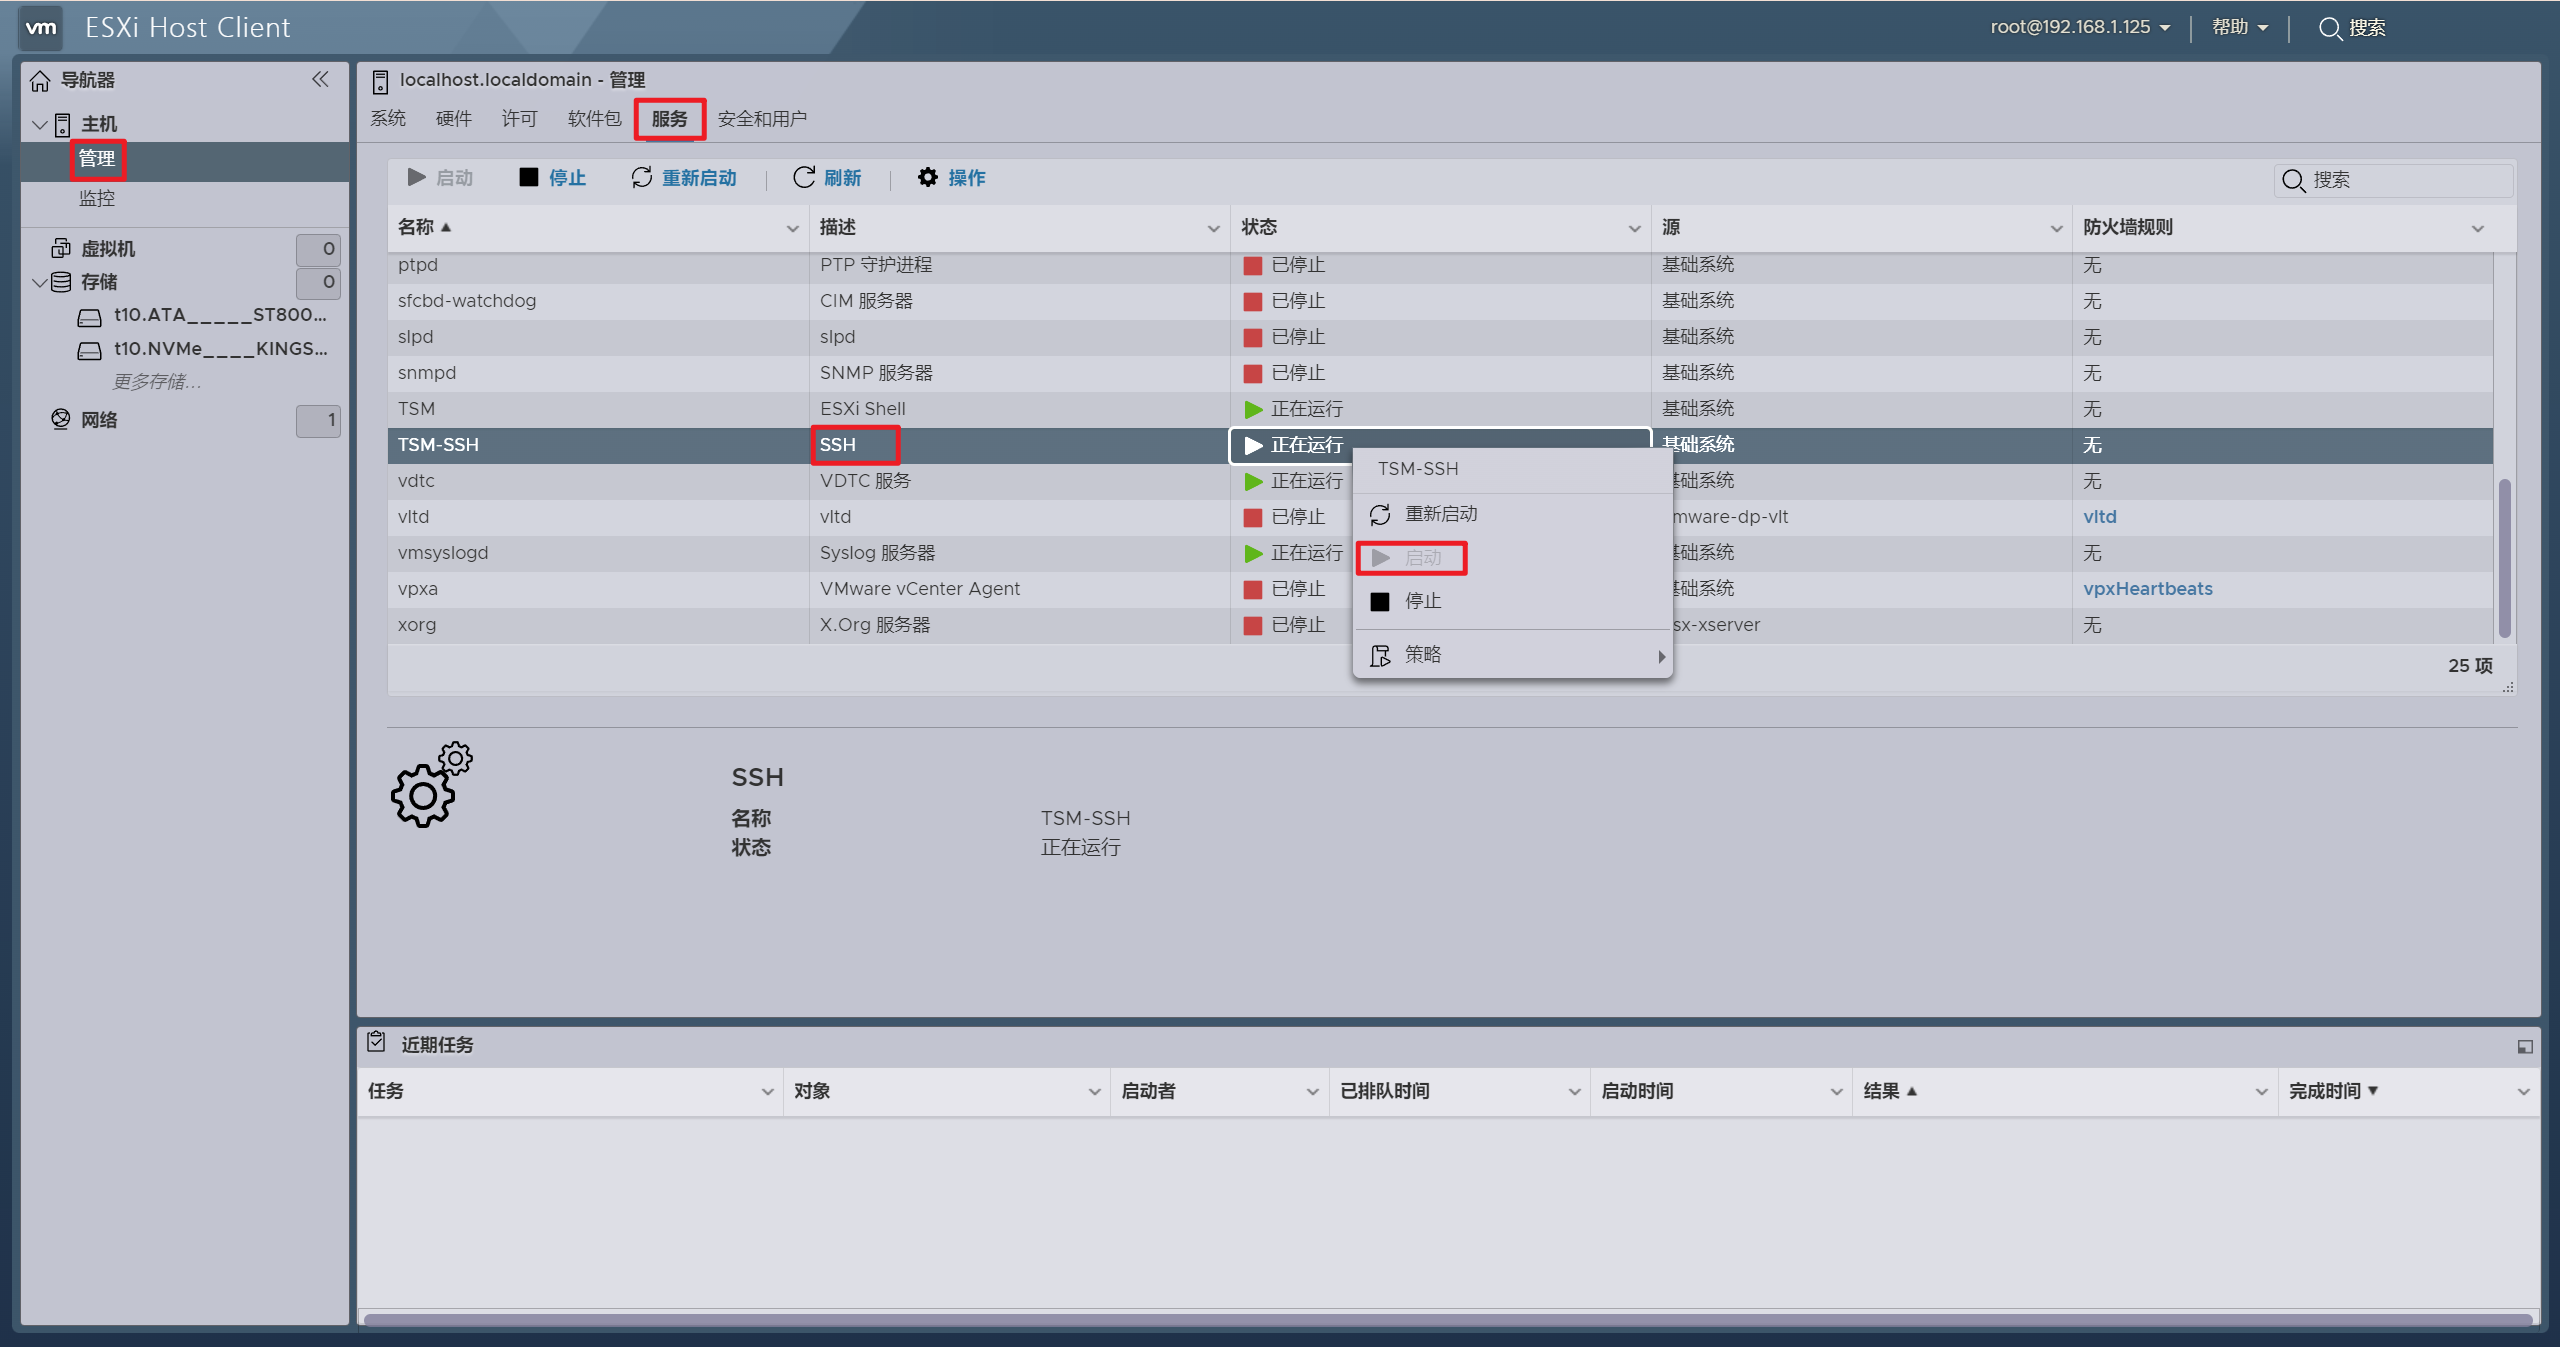 vm ESXi Host Client root@192.168.1.125 帮助 搜索
导航器
主机
管理
监控
虚拟机 0
存储 0
t10.ATA_____ST800...
t10.NVMe____KINGS...
更多存储...
网络 1
localhost.localdomain - 管理
系统 硬件 许可 软件包 服务 安全和用户
启动 停止 重新启动 刷新 操作 搜索
名称 描述 状态 源 防火墙规则
ptpd PTP 守护进程 已停止 基础系统 无
sfcbd-watchdog CIM 服务器 已停止 基础系统 无
slpd slpd 已停止 基础系统 无
snmpd SNMP 服务器 已停止 基础系统 无
TSM ESXi Shell 正在运行 基础系统 无
TSM-SSH SSH 正在运行 基础系统 无
vdtc VDTC 服务 正在运行 基础系统 无
vltd vltd 已停止 mware-dp-vlt vltd
vmsyslogd Syslog 服务器 正在运行 基础系统 无
vpxa VMware vCenter Agent 已停止 基础系统 vpxHeartbeats
xorg X.Org 服务器 已停止 sx-xserver 无
25 项
TSM-SSH
重新启动
启动
停止
策略
SSH
名称 TSM-SSH
状态 正在运行
近期任务
任务 对象 启动者 已排队时间 启动时间 结果 完成时间